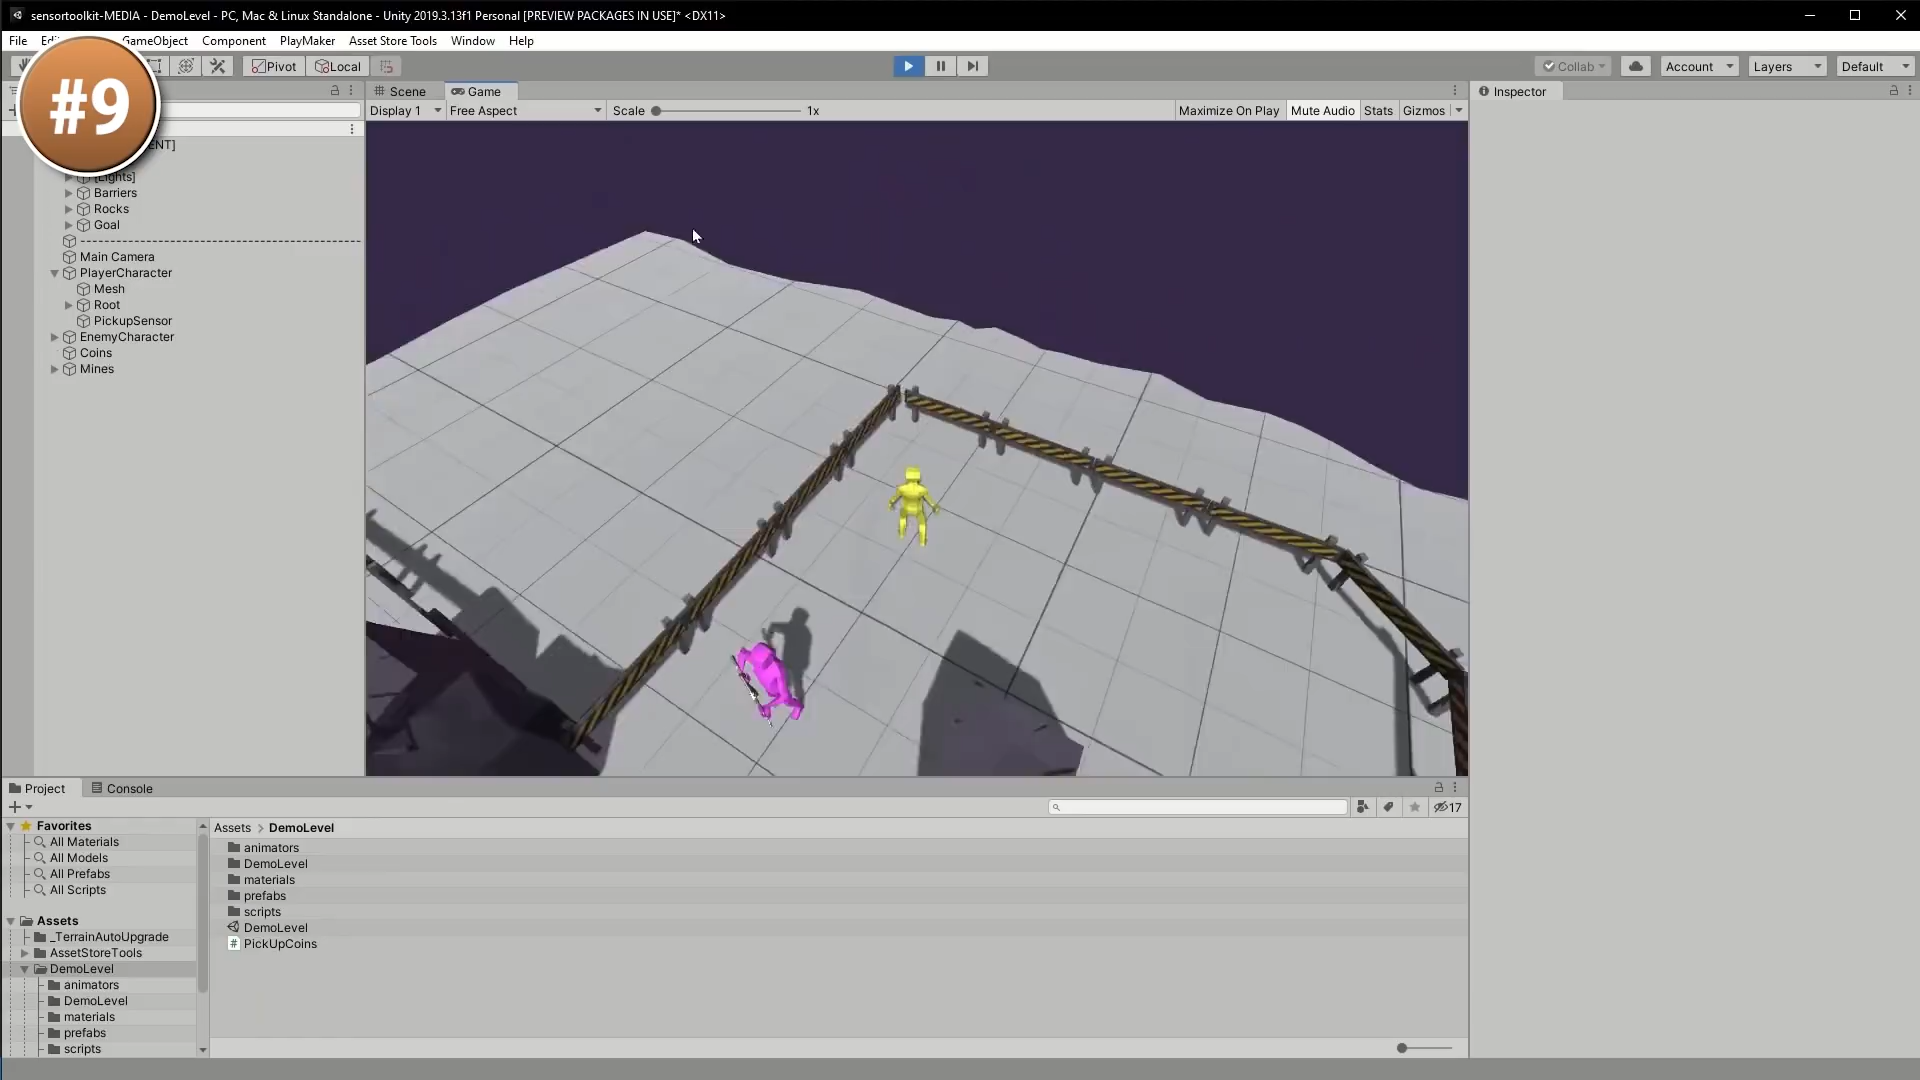 sensortoolkit-MEDIA - DemoLevel - PC, Mac & Linux Standalone - Unity 2019.3.13f1 Personal [PREVIEW PACKAGES IN USE]* <DX11>
File GameObject Component PlayMaker Asset Store Tools Window Help
#9
Pivot Local Collab Account Layers Default
Scene Game Inspector
Display 1 Free Aspect Scale 1x Maximize On Play Mute Audio Stats Gizmos
[Lights]
Barriers
Rocks
Goal
Main Camera
PlayerCharacter
Mesh
Root
PickupSensor
EnemyCharacter
Coins
Mines
Project Console
17
Favorites
All Materials
All Models
All Prefabs
All Scripts
Assets
_TerrainAutoUpgrade
AssetStoreTools
DemoLevel
animators
DemoLevel
materials
prefabs
scripts
Assets > DemoLevel
animators
DemoLevel
materials
prefabs
scripts
DemoLevel
PickUpCoins